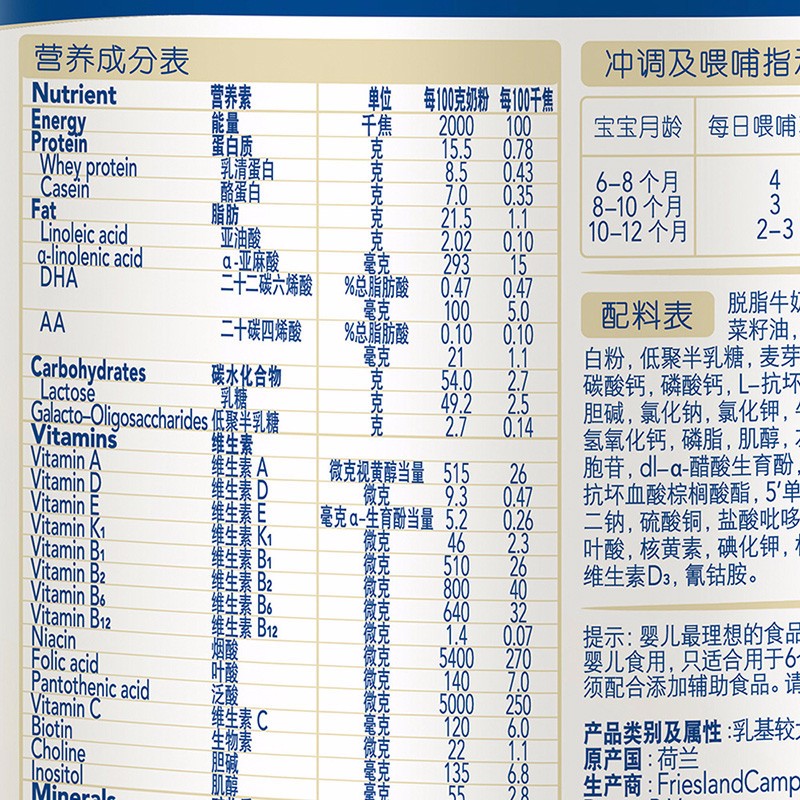 营养成分表
Nutrient 营养素 单位 每100克奶粉 每100千焦
Energy 能量 千焦 2000 100
Protein 蛋白质 克 15.5 0.78
Whey protein 乳清蛋白 克 8.5 0.43
Casein 酪蛋白 克 7.0 0.35
Fat 脂肪 克 21.5 1.1
Linoleic acid 亚油酸 克 2.02 0.10
α-linolenic acid α-亚麻酸 毫克 293 15
DHA 二十二碳六烯酸 %总脂肪酸 0.47 0.47
毫克 100 5.0
AA 二十碳四烯酸 %总脂肪酸 0.10 0.10
毫克 21 1.1
Carbohydrates 碳水化合物 克 54.0 2.7
Lactose 乳糖 克 49.2 2.5
Galacto-Oligosaccharides 低聚半乳糖 克 2.7 0.14
Vitamins 维生素
Vitamin A 维生素 A 微克视黄醇当量 515 26
Vitamin D 维生素 D 微克 9.3 0.47
Vitamin E 维生素 E 毫克 α-生育酚当量 5.2 0.26
Vitamin K₁ 维生素 K₁ 微克 46 2.3
Vitamin B₁ 维生素 B₁ 微克 510 26
Vitamin B₂ 维生素 B₂ 微克 800 40
Vitamin B₆ 维生素 B₆ 微克 640 32
Vitamin B₁₂ 维生素 B₁₂ 微克 1.4 0.07
Niacin 烟酸 微克 5400 270
Folic acid 叶酸 微克 140 7.0
Pantothenic acid 泛酸 微克 5000 250
Vitamin C 维生素 C 毫克 120 6.0
Biotin 生物素 微克 22 1.1
Choline 胆碱 毫克 135 6.8
Inositol 肌醇 毫克 55 2.8
Minerals
冲调及喂哺指
宝宝月龄 每日喂哺
6–8 个月 4
8–10 个月 3
10–12 个月 2–3
配料表
脱脂牛奶
菜籽油,
白粉, 低聚半乳糖, 麦芽
碳酸钙, 磷酸钙, L–抗坏
胆碱, 氯化钠, 氯化钾,
氢氧化钙, 磷脂, 肌醇,
胞苷, dl–α–醋酸生育酚,
抗坏血酸棕榈酸酯, 5'单
二钠, 硫酸铜, 盐酸吡哆
叶酸, 核黄素, 碘化钾,
维生素D₃, 氰钴胺。
提示: 婴儿最理想的食品
婴儿食用, 只适合用于6
须配合添加辅助食品。请
产品类别及属性:乳基较
原产国: 荷兰
生产商: FrieslandCamp